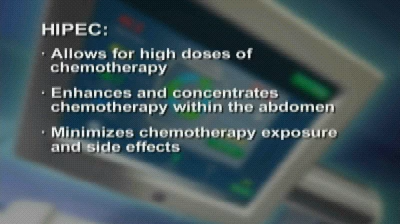 HIPEC:
· Allows for high doses of
chemotherapy
· Enhances and concentrates
chemotherapy within the abdomen
· Minimizes chemotherapy exposure
and side effects